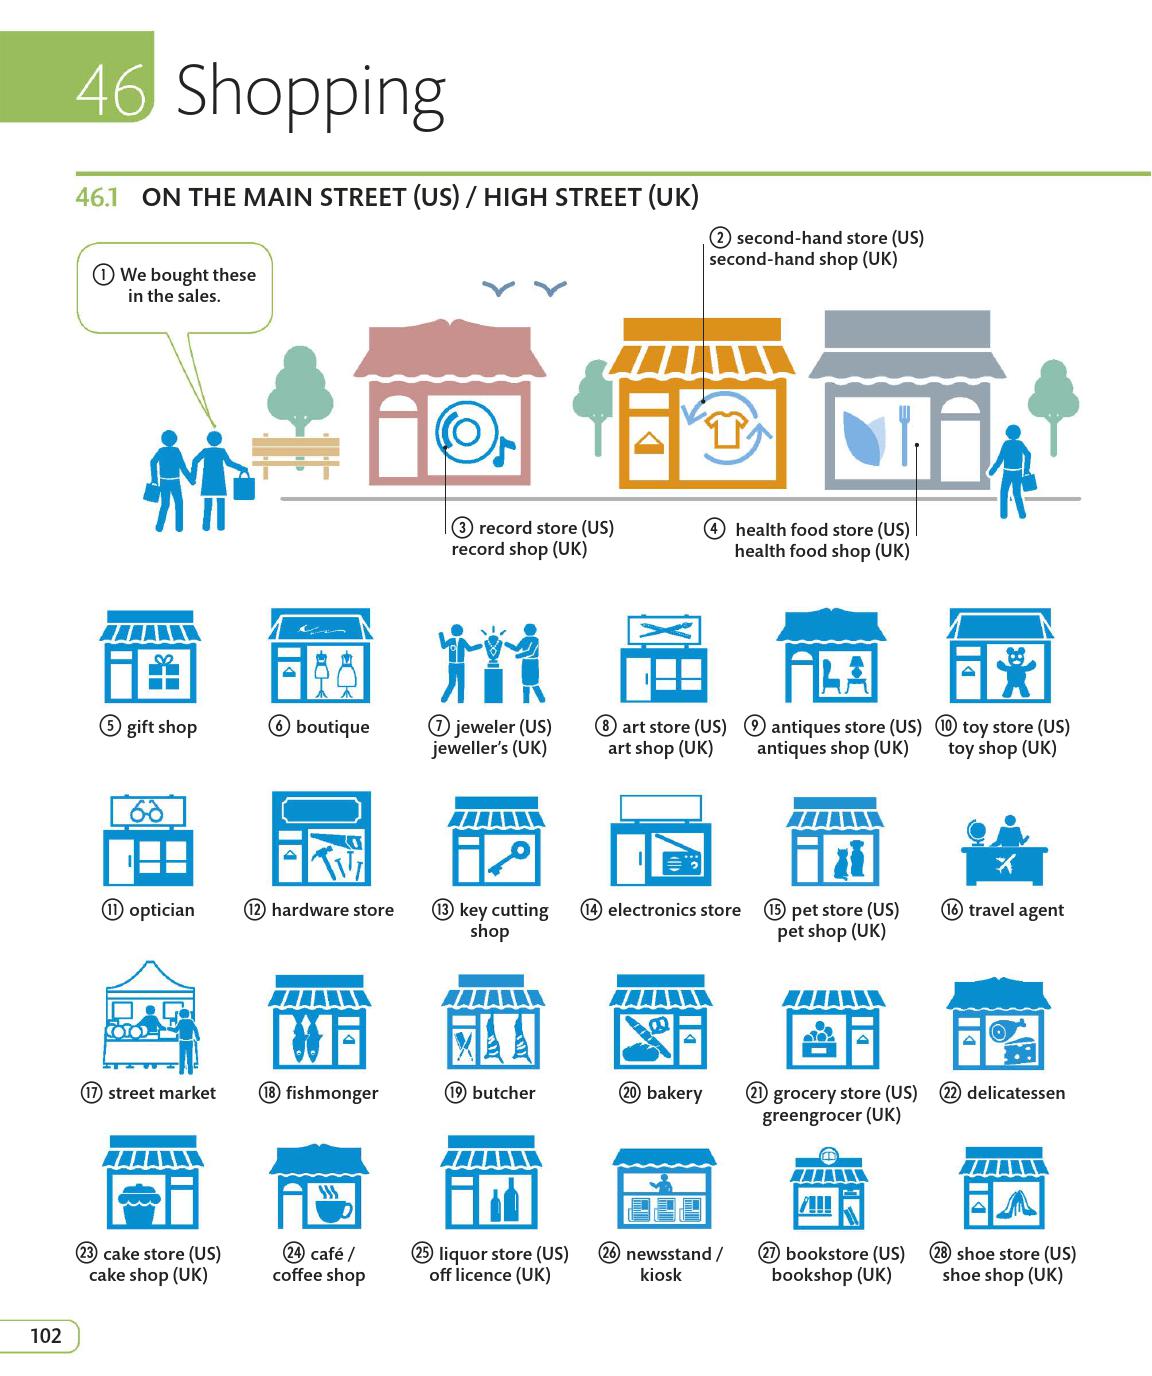 46 Shopping
46.1 ON THE MAIN STREET (US) / HIGH STREET (UK)
① We bought these
in the sales.
② second-hand store (US)
second-hand shop (UK)
③ record store (US)
record shop (UK)
④ health food store (US)
health food shop (UK)
⑤ gift shop
⑥ boutique
⑦ jeweler (US)
jeweller’s (UK)
⑧ art store (US)
art shop (UK)
⑨ antiques store (US)
antiques shop (UK)
⑩ toy store (US)
toy shop (UK)
⑪ optician
⑫ hardware store
⑬ key cutting
shop
⑭ electronics store
⑮ pet store (US)
pet shop (UK)
⑯ travel agent
⑰ street market
⑱ fishmonger
⑲ butcher
⑳ bakery
㉑ grocery store (US)
greengrocer (UK)
㉒ delicatessen
㉓ cake store (US)
cake shop (UK)
㉔ café /
coffee shop
㉕ liquor store (US)
off licence (UK)
㉖ newsstand /
kiosk
㉗ bookstore (US)
bookshop (UK)
㉘ shoe store (US)
shoe shop (UK)
102